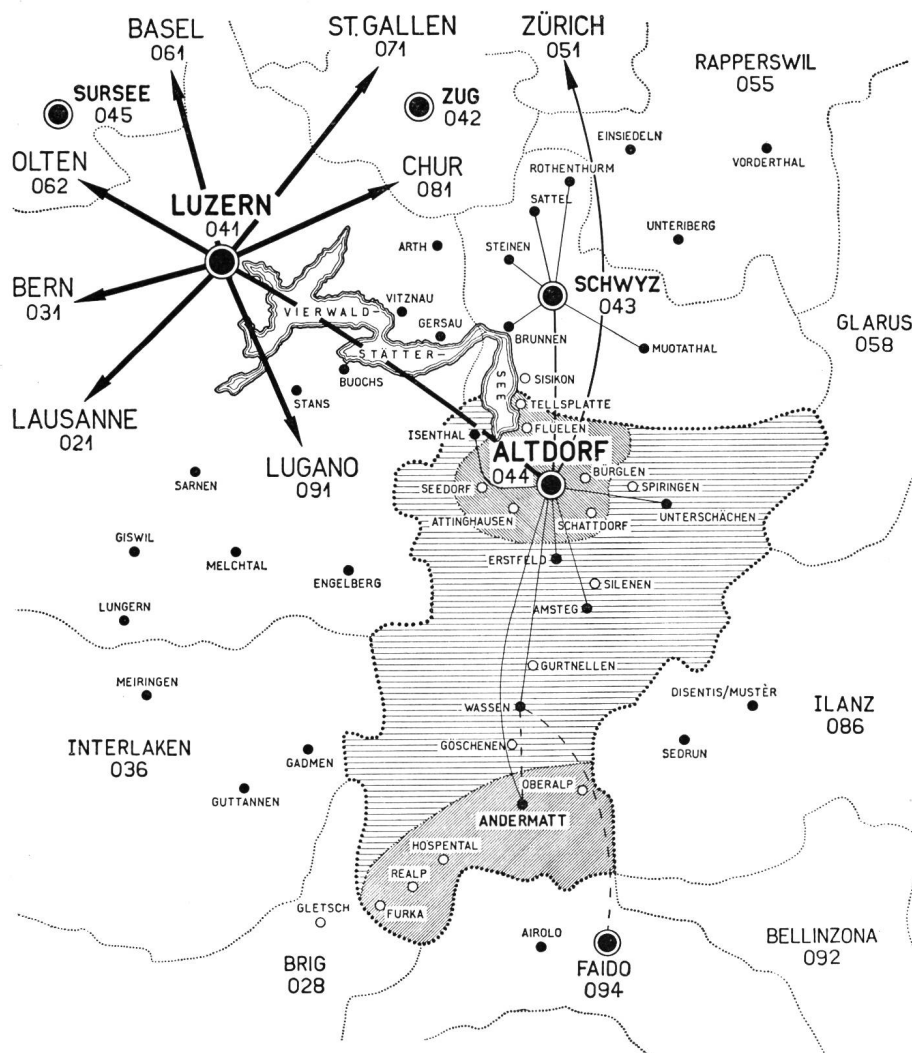 BASEL
061
ST. GALLEN
071
ZÜRICH
051
RAPPERSWIL
055
SURSEE
045
ZUG
042
EINSIEDELN
VORDERTHAL
OLTEN
062
CHUR
081
ROTHENTHURM
SATTEL
LUZERN
041
ARTH
STEINEN
UNTERIBERG
BERN
031
SCHWYZ
043
VITZNAU
VIERWALD-
GERSAU
BRUNNEN
GLARUS
058
STÄTTER-
MUOTATHAL
BUOCHS
SEE
SISIKON
STANS
TELLSPLATTE
LAUSANNE
021
ISENTHAL
FLUELEN
LUGANO
091
ALTDORF
044
BÜRGLEN
SARNEN
SEEDORF
SPIRINGEN
ATTINGHAUSEN
SCHATTDORF
UNTERSCHÄCHEN
GISWIL
MELCHTAL
ENGELBERG
ERSTFELD
SILENEN
LUNGERN
AMSTEG
GURTNELLEN
MEIRINGEN
WASSEN
DISENTIS/MUSTÈR
ILANZ
086
INTERLAKEN
036
GADMEN
GÖSCHENEN
SEDRUN
GUTTANNEN
OBERALP
ANDERMATT
HOSPENTAL
REALP
FURKA
GLETSCH
AIROLO
BELLINZONA
092
BRIG
028
FAIDO
094